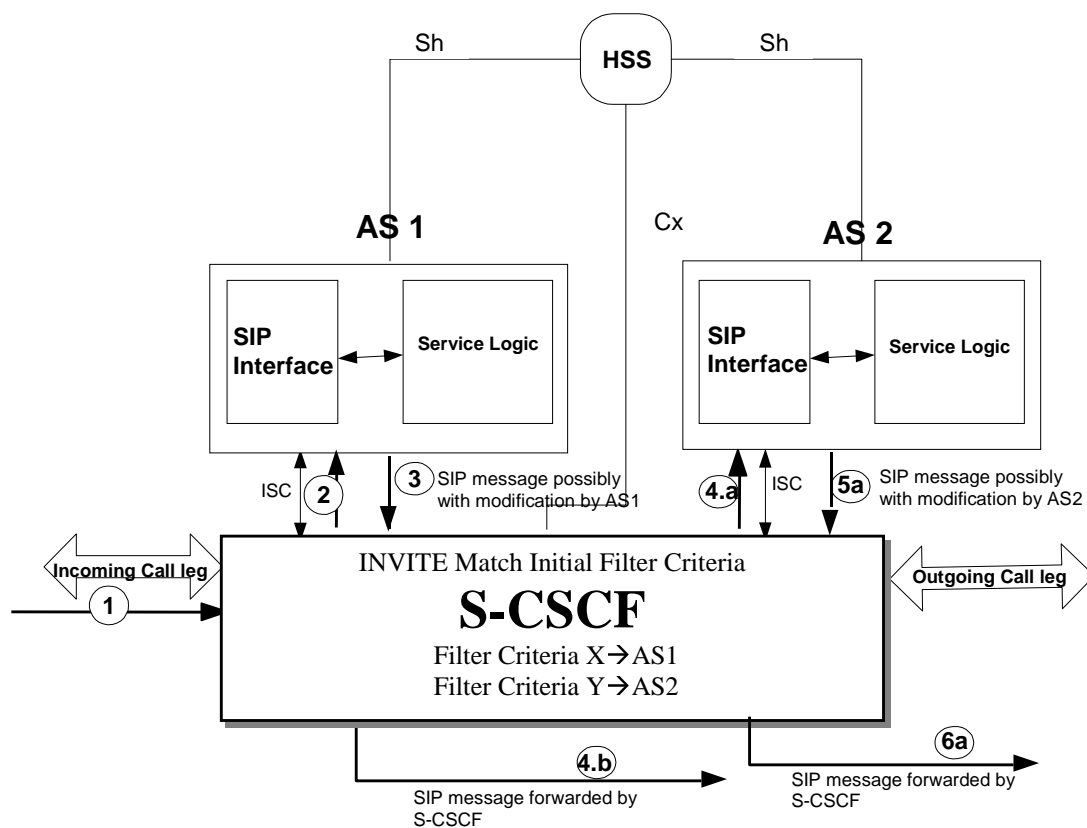 Sh
HSS
Sh
AS 1
Cx
AS 2
SIP
Interface
Service Logic
SIP
Interface
Service Logic
ISC
2
3
SIP message possibly
with modification by AS1
4.a
ISC
5a
SIP message possibly
with modification by AS2
Incoming Call leg
1
INVITE Match Initial Filter Criteria
S-CSCF
Filter Criteria X→AS1
Filter Criteria Y→AS2
Outgoing Call leg
4.b
SIP message forwarded by
S-CSCF
6a
SIP message forwarded by
S-CSCF